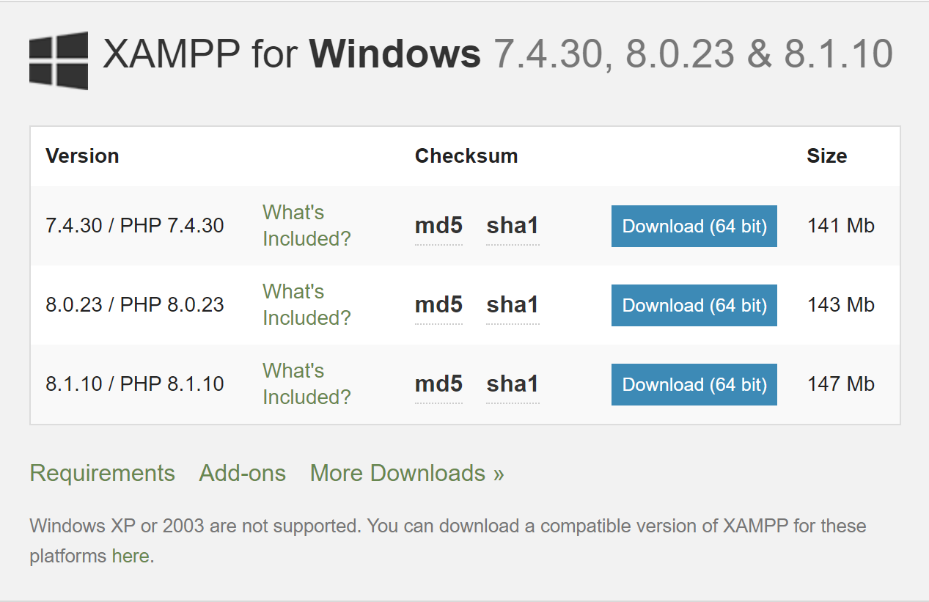 XAMPP for Windows 7.4.30, 8.0.23 & 8.1.10
Version Checksum Size
7.4.30 / PHP 7.4.30 What's Included? md5 sha1 Download (64 bit) 141 Mb
8.0.23 / PHP 8.0.23 What's Included? md5 sha1 Download (64 bit) 143 Mb
8.1.10 / PHP 8.1.10 What's Included? md5 sha1 Download (64 bit) 147 Mb
Requirements Add-ons More Downloads »
Windows XP or 2003 are not supported. You can download a compatible version of XAMPP for these
platforms here.